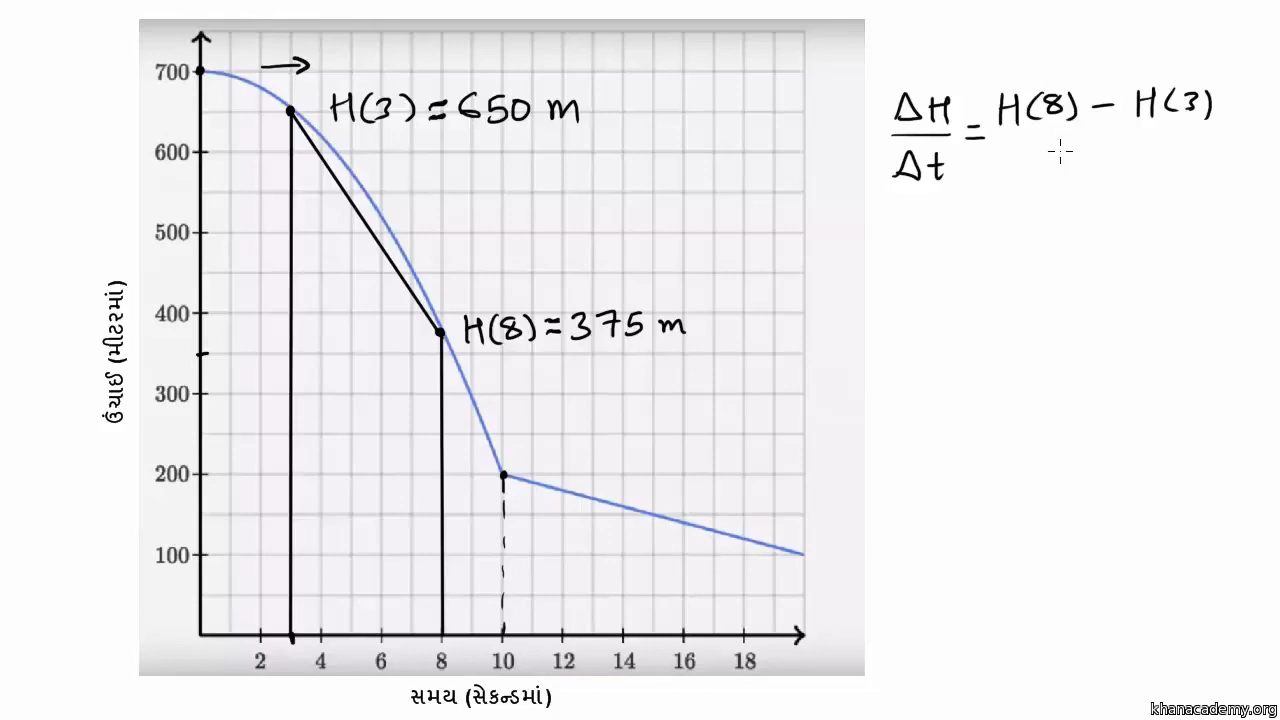 700
600
500
400
300
200
100
2 4 6 8 10 12 14 16 18
ઉંચાઈ (મીટરમાં)
સમય (સેકન્ડમાં)
H(3) ≈ 650 m
H(8) ≈ 375 m
ΔH/Δt = H(8) − H(3)
khanacademy.org